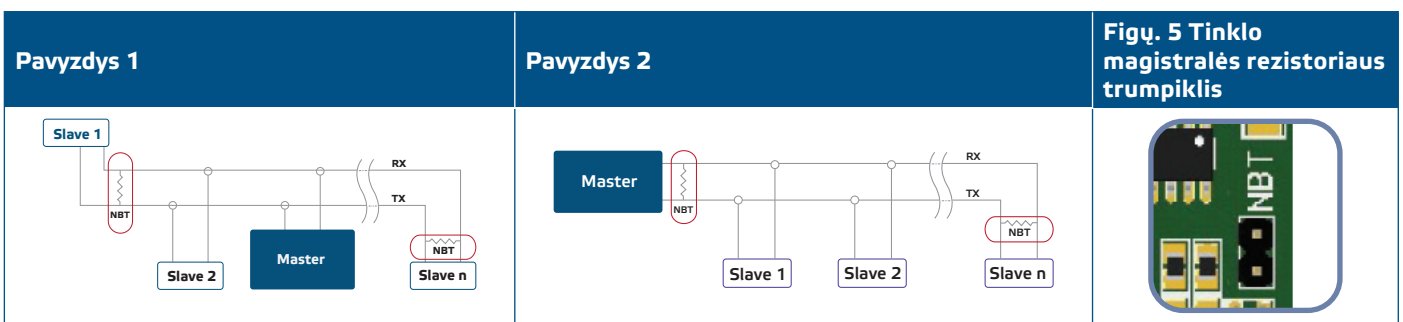 Pavyzdys 1
Pavyzdys 2
Figų. 5 Tinklo
magistralės rezistoriaus
trumpiklis
Slave 1
RX
TX
NBT
NBT
Slave 2
Master
Slave n
Master
RX
TX
NBT
NBT
Slave 1
Slave 2
Slave n
NBT